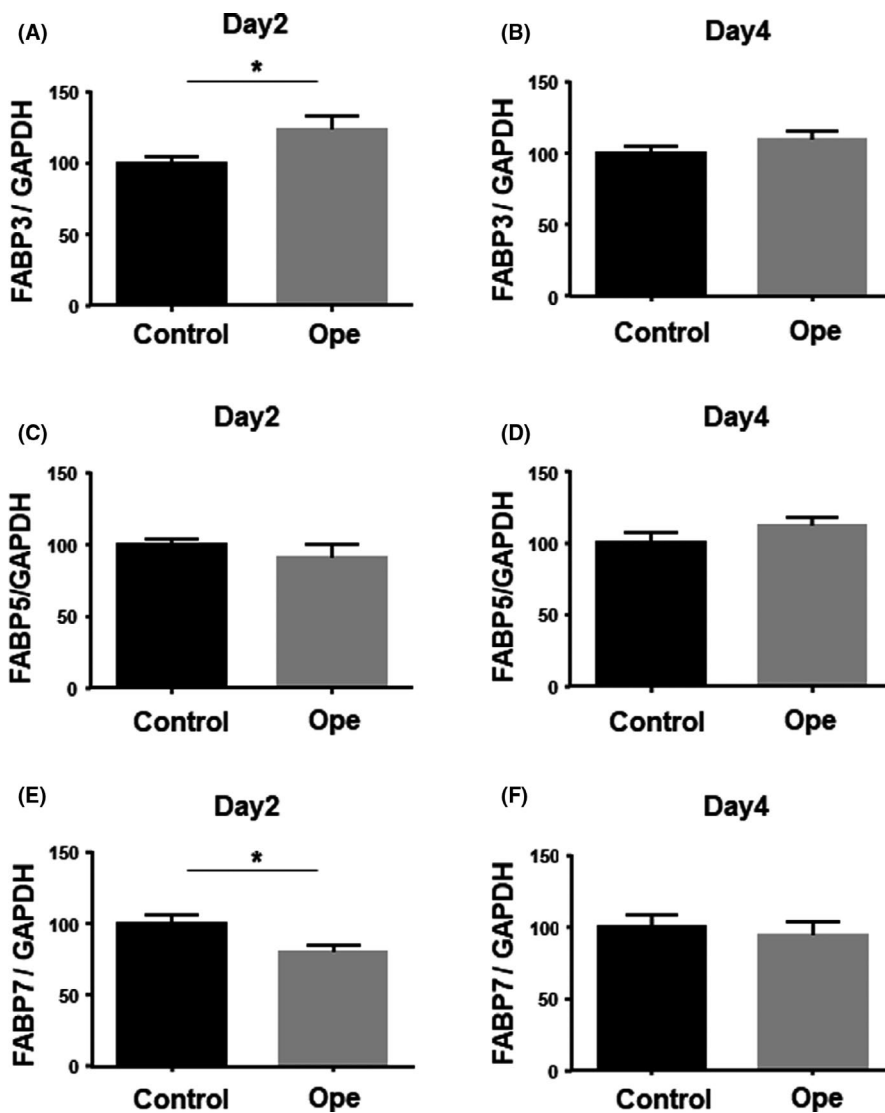 (A) Day2
*
FABP3 / GAPDH
150
100
50
0
Control Ope
(B) Day4
FABP3 / GAPDH
150
100
50
0
Control Ope
(C) Day2
FABP5/GAPDH
150
100
50
0
Control Ope
(D) Day4
FABP5/GAPDH
150
100
50
0
Control Ope
(E) Day2
*
FABP7 / GAPDH
150
100
50
0
Control Ope
(F) Day4
FABP7 / GAPDH
150
100
50
0
Control Ope